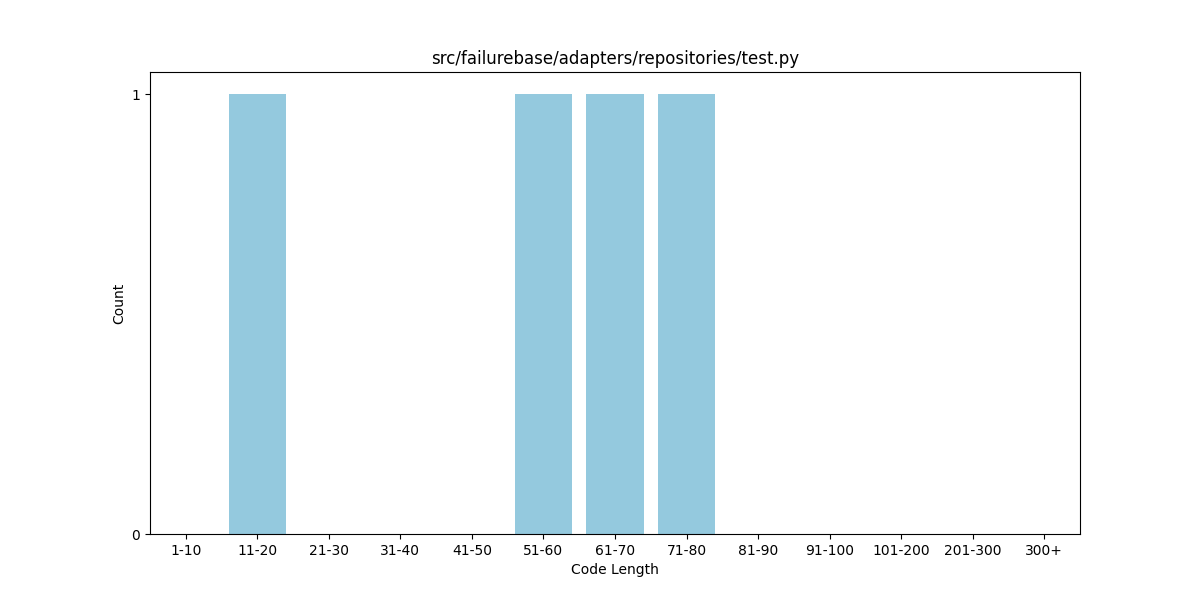 src/failurebase/adapters/repositories/test.py
1
Count
0
1-10 11-20 21-30 31-40 41-50 51-60 61-70 71-80 81-90 91-100 101-200 201-300 300+
Code Length